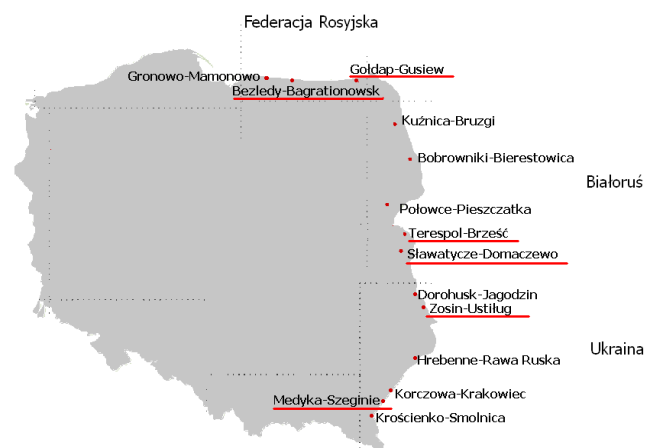 Federacja Rosyjska
Gronowo-Mamonowo
Gołdap-Gusiew
Bezledy-Bagrationowsk
Kuźnica-Bruzgi
Bobrowniki-Bierestowica
Białoruś
Połowce-Pieszczatka
Terespol-Brześć
Sławatycze-Domaczewo
Dorohusk-Jagodzin
Zosin-Ustiług
Ukraina
Hrebenne-Rawa Ruska
Korczowa-Krakowiec
Medyka-Szeginie
Krościenko-Smolnica